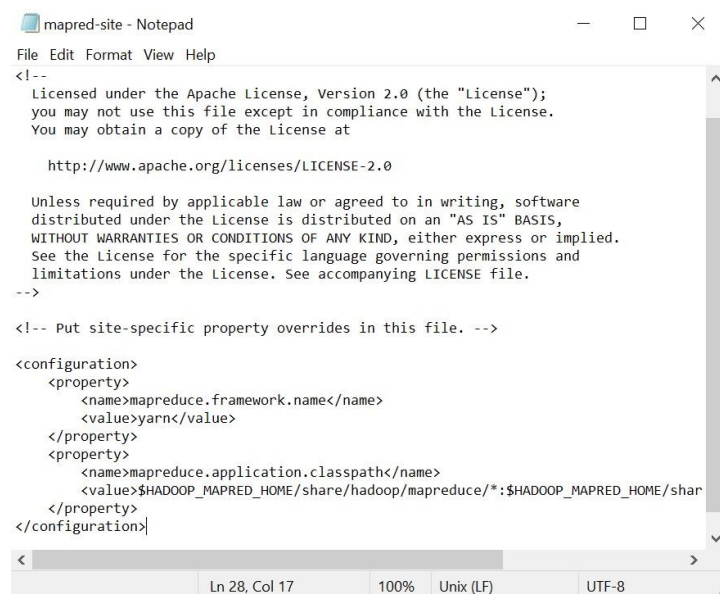 mapred-site - Notepad
File Edit Format View Help
<!--
Licensed under the Apache License, Version 2.0 (the "License");
you may not use this file except in compliance with the License.
You may obtain a copy of the License at
http://www.apache.org/licenses/LICENSE-2.0
Unless required by applicable law or agreed to in writing, software
distributed under the License is distributed on an "AS IS" BASIS,
WITHOUT WARRANTIES OR CONDITIONS OF ANY KIND, either express or implied.
See the License for the specific language governing permissions and
limitations under the License. See accompanying LICENSE file.
-->
<!-- Put site-specific property overrides in this file. -->
<configuration>
<property>
<name>mapreduce.framework.name</name>
<value>yarn</value>
</property>
<property>
<name>mapreduce.application.classpath</name>
<value>$HADOOP_MAPRED_HOME/share/hadoop/mapreduce/*:$HADOOP_MAPRED_HOME/shar
</property>
</configuration>
Ln 28, Col 17 100% Unix (LF) UTF-8